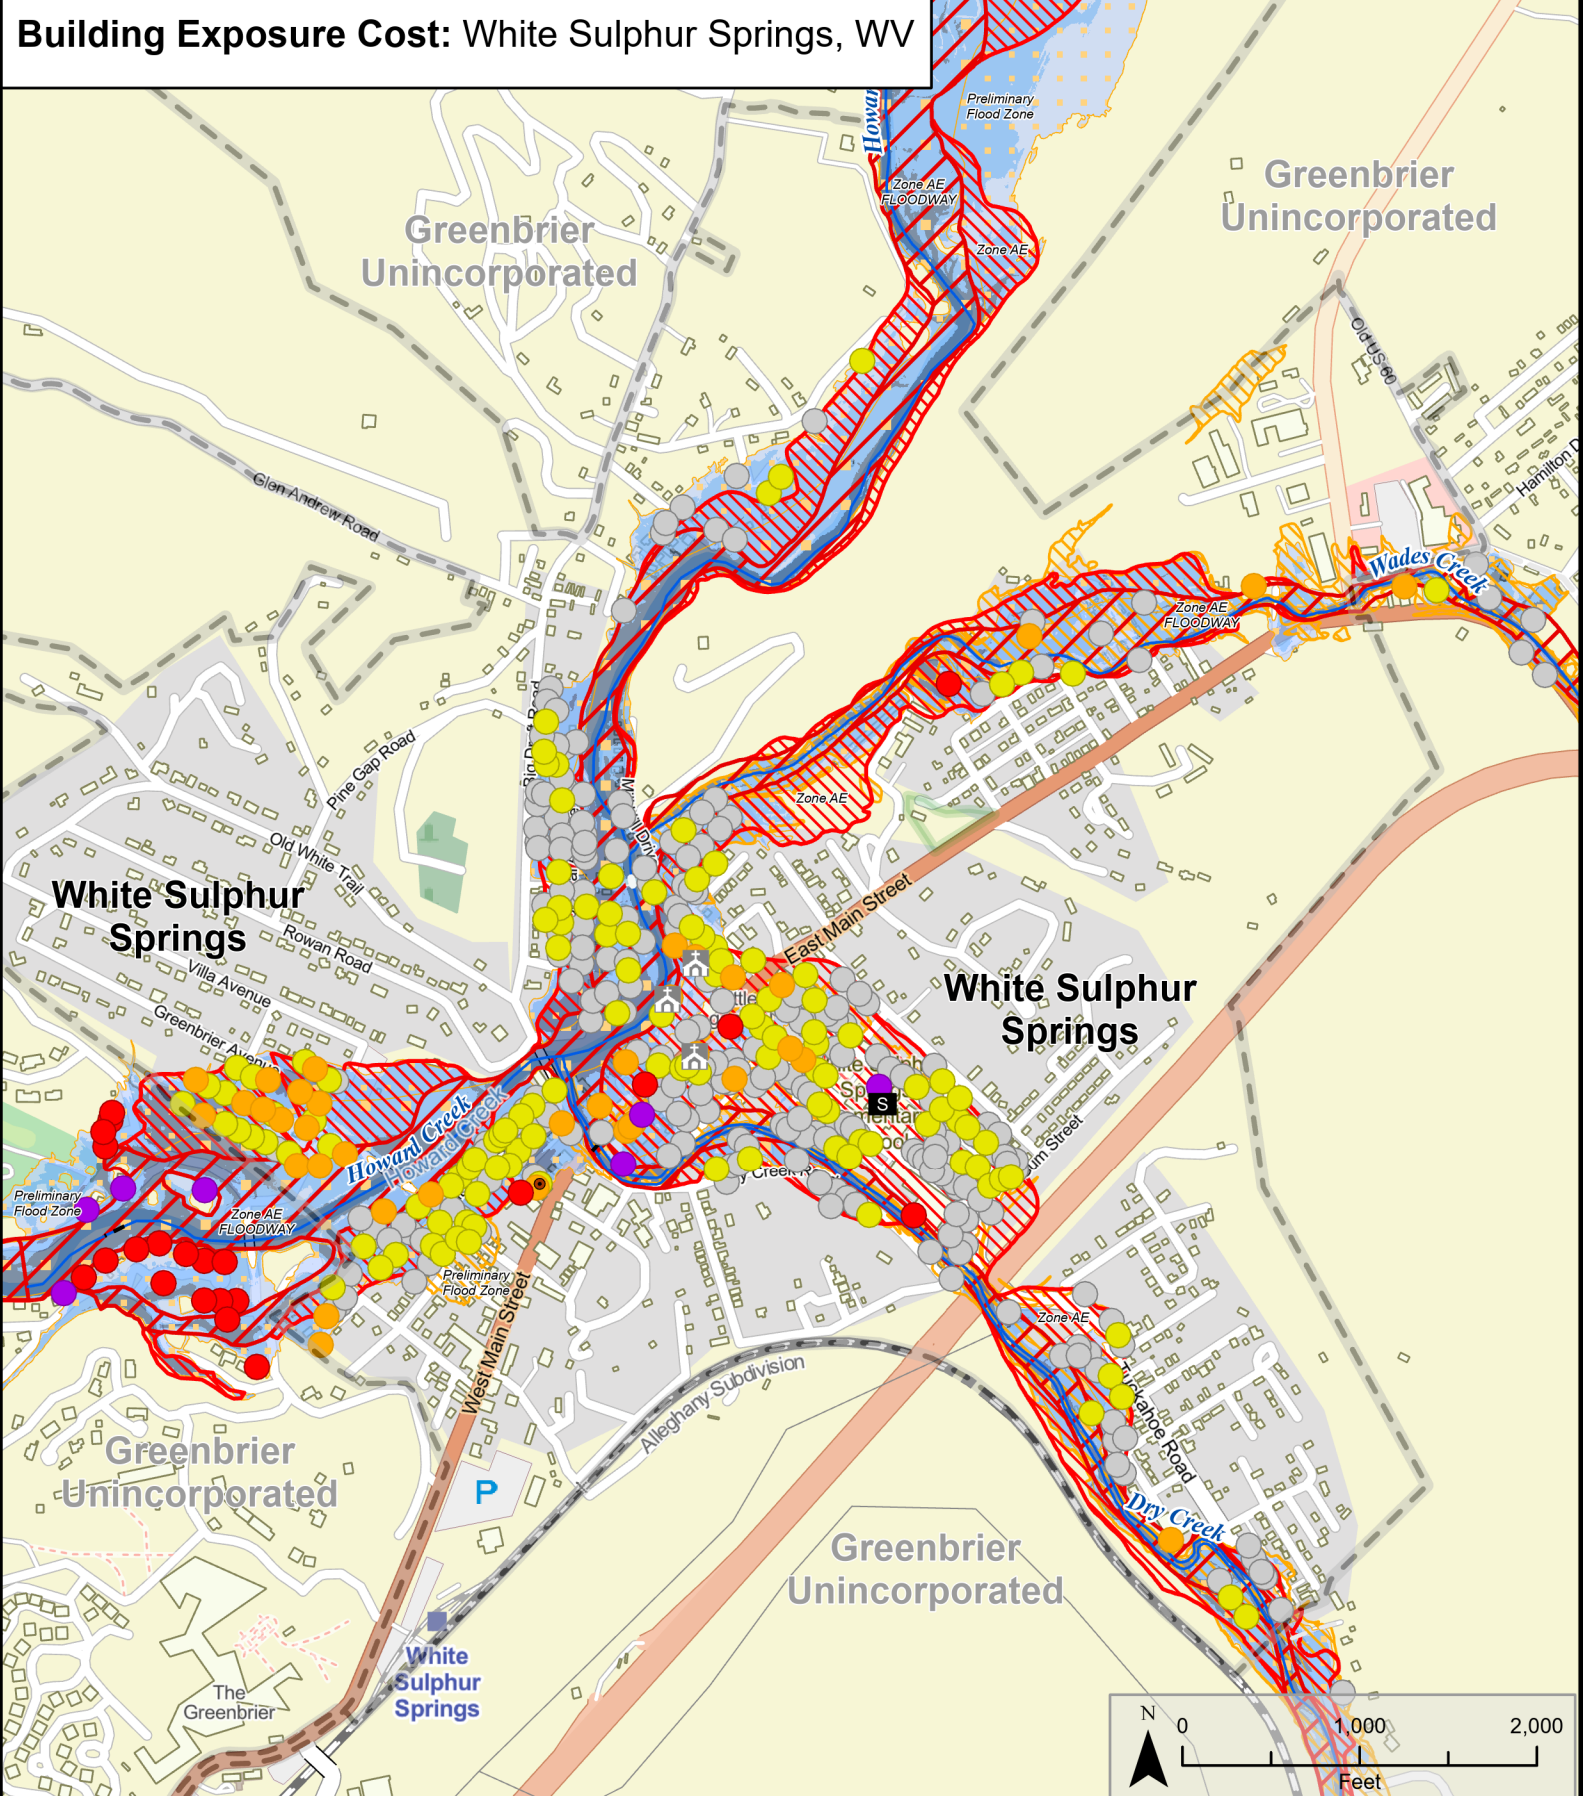 Building Exposure Cost: White Sulphur Springs, WV
Preliminary
Flood Zone
Howar
Zone AE
FLOODWAY
Zone AE
Greenbrier
Unincorporated
Greenbrier
Unincorporated
Old US 60
Hamilton D
Glen Andrew Road
Wades Creek
Zone AE
FLOODWAY
Pine Gap Road
Zone AE
Old White Trail
White Sulphur
Springs
Rowan Road
Villa Avenue
Greenbrier Avenue
East Main Street
White Sulphur
Springs
S
Howard Creek
Howard Creek
Preliminary
Flood Zone
Zone AE
FLOODWAY
Preliminary
Flood Zone
West Main Street
Zone AE
Alleghany Subdivision
Tuckahoe Road
Greenbrier
Unincorporated
P
Dry Creek
Greenbrier
Unincorporated
White
Sulphur
Springs
The
Greenbrier
N
0 1,000 2,000
Feet